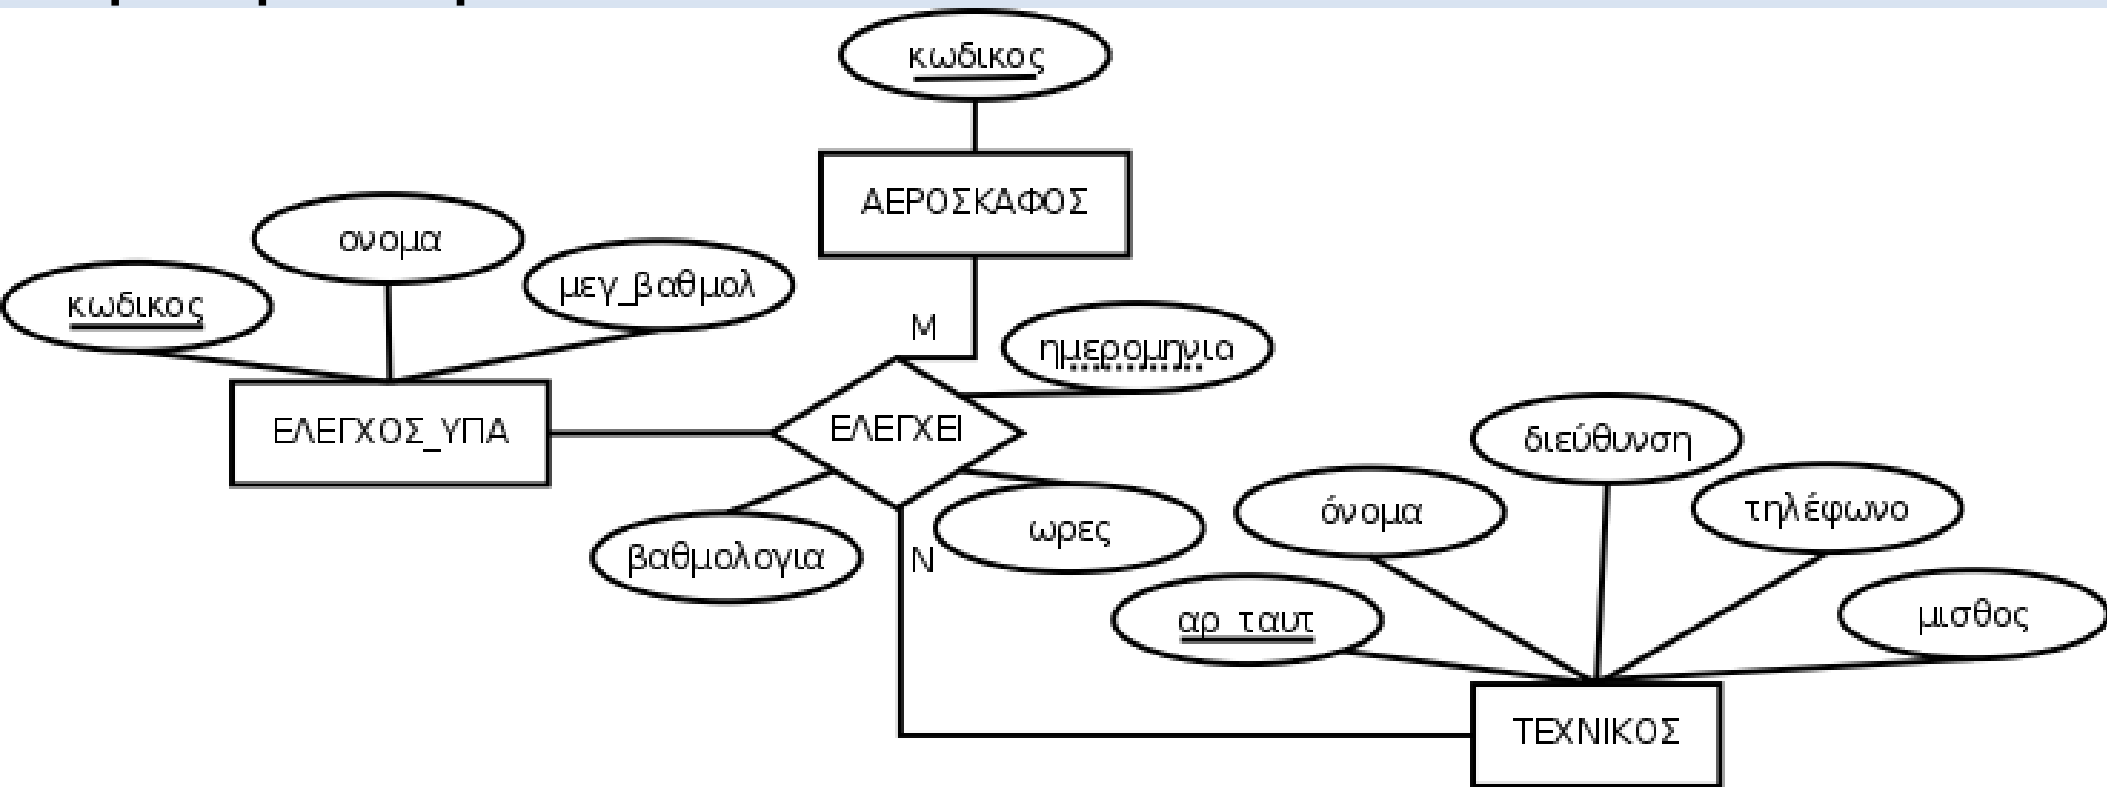 κωδικος
ΑΕΡΟΣΚΑΦΟΣ
ονομα
μεγ_βαθμολ
κωδικος
Μ
ημερομηνια
ΕΛΕΓΧΟΣ_ΥΠΑ
ΕΛΕΓΧΕΙ
διεύθυνση
όνομα
τηλέφωνο
ωρες
βαθμολογια
Ν
αρ_ταυτ
μισθος
ΤΕΧΝΙΚΟΣ